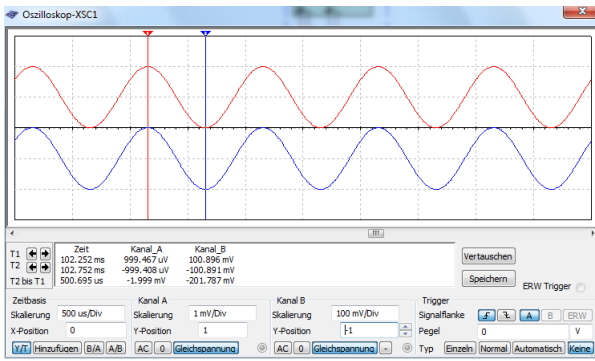 Oszilloskop-XSC1
Zeit Kanal_A Kanal_B
T1 102.252 ms 999.467 uV 100.896 mV
T2 102.752 ms -999.408 uV -100.891 mV
T2 bis T1 500.695 us -1.999 mV -201.787 mV
Vertauschen
Speichern
ERW Trigger
Zeitbasis Kanal A Kanal B Trigger
Skalierung 500 us/Div Skalierung 1 mV/Div Skalierung 100 mV/Div Signalflanke A B ERW
X-Position 0 Y-Position 1 Y-Position -1 Pegel 0 V
Y/T Hinzufügen B/A A/B AC 0 Gleichspannung AC 0 Gleichspannung - Typ Einzeln Normal Automatisch Keine